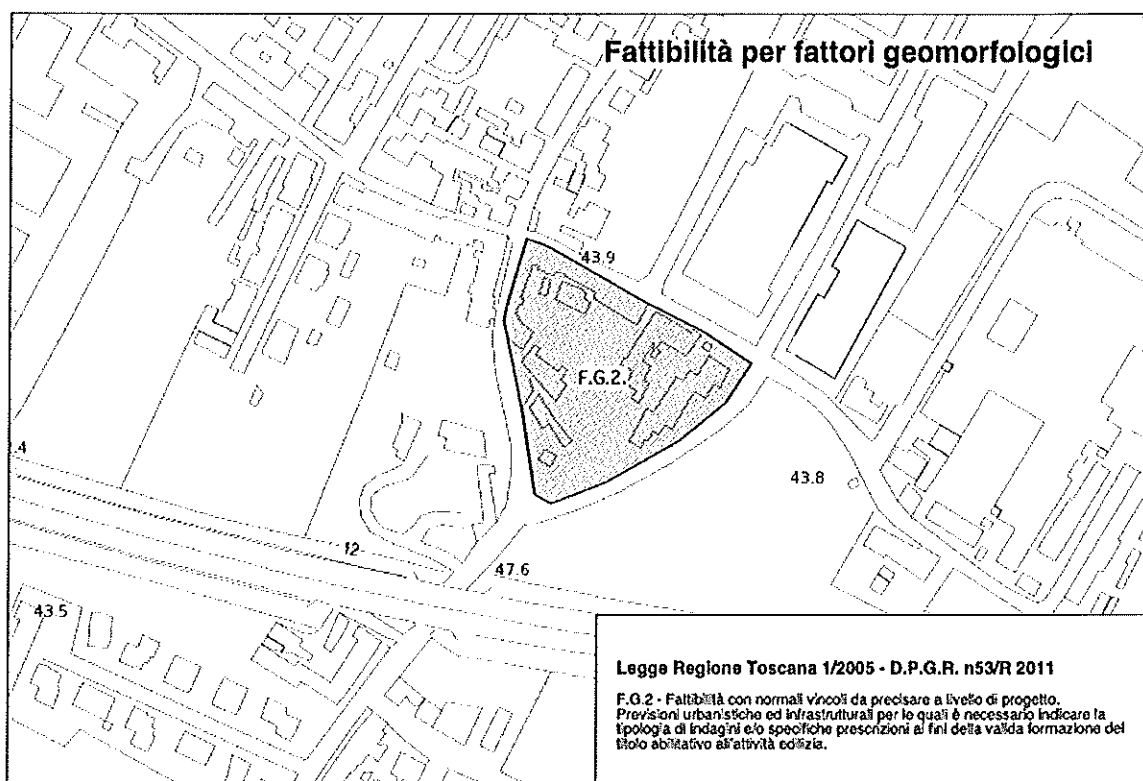 Fattibilità per fattori geomorfologici
43.9
F.G.2.
.4
43.8
12
47.6
43.5
Legge Regione Toscana 1/2005 - D.P.G.R. n53/R 2011
F.G.2 - Fattibilità con normali vincoli da precisare a livello di progetto.
Previsioni urbanistiche ed infrastrutturali per le quali è necessario indicare la
tipologia di indagini e/o specifiche prescrizioni ai fini della valida formazione del
titolo abilitativo all'attività edilizia.